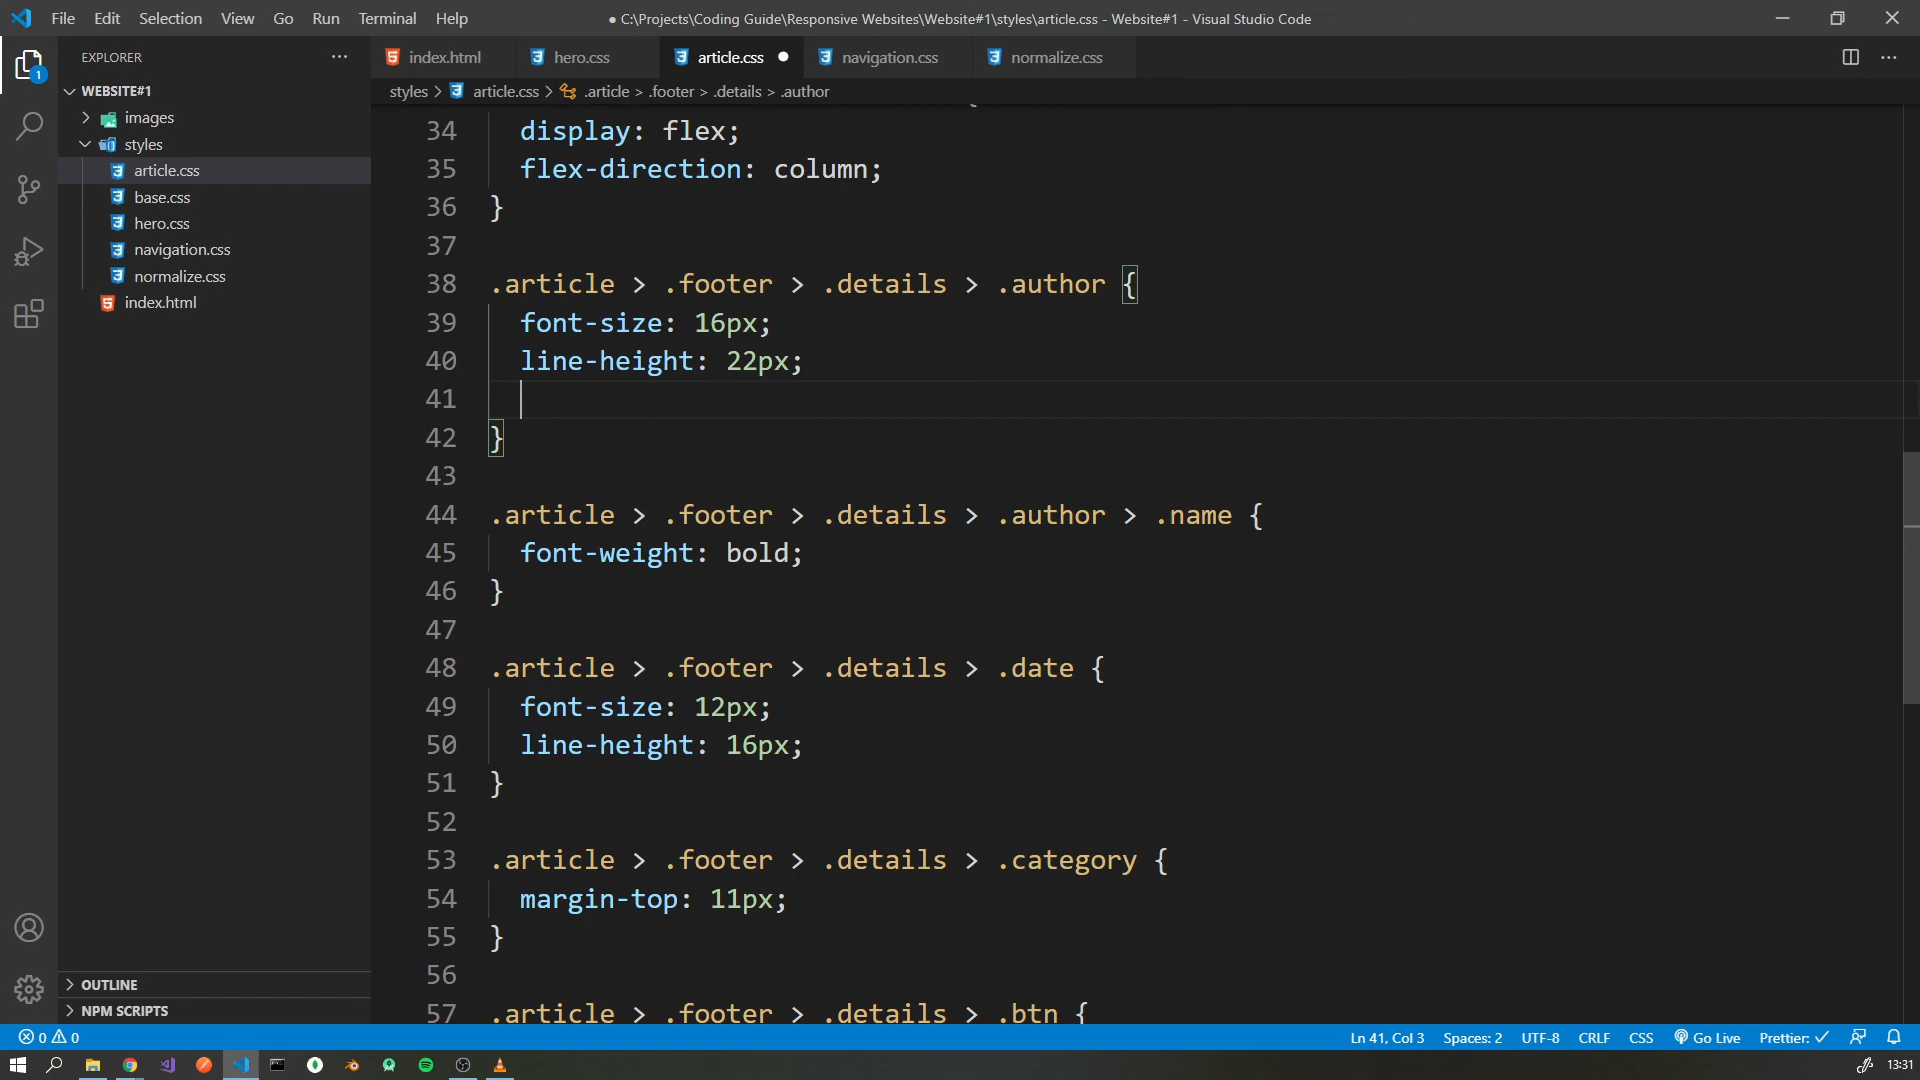 File Edit Selection View Go Run Terminal Help
● C:\Projects\Coding Guide\Responsive Websites\Website#1\styles\article.css - Website#1 - Visual Studio Code
EXPLORER
index.html
hero.css
article.css
navigation.css
normalize.css
1
WEBSITE#1
styles > article.css > .article > .footer > .details > .author
images
styles
article.css
base.css
hero.css
navigation.css
normalize.css
index.html
34 display: flex;
35 flex-direction: column;
36 }
37
38 .article > .footer > .details > .author {
39 font-size: 16px;
40 line-height: 22px;
41
42 }
43
44 .article > .footer > .details > .author > .name {
45 font-weight: bold;
46 }
47
48 .article > .footer > .details > .date {
49 font-size: 12px;
50 line-height: 16px;
51 }
52
53 .article > .footer > .details > .category {
54 margin-top: 11px;
55 }
56
57 .article > .footer > .details > .btn {
OUTLINE
NPM SCRIPTS
0 0 Ln 41, Col 3 Spaces: 2 UTF-8 CRLF CSS Go Live Prettier: ✓
13:31